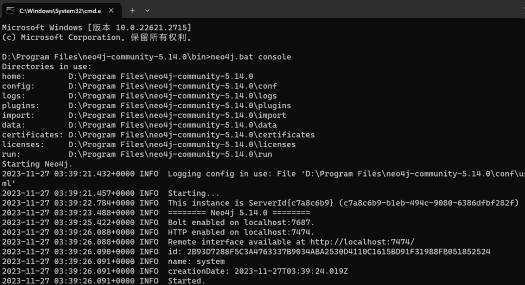 C:\Windows\System32\cmd.e
Microsoft Windows [版本 10.0.22621.2715]
(c) Microsoft Corporation。保留所有权利。
D:\Program Files\neo4j-community-5.14.0\bin>neo4j.bat console
Directories in use:
home: D:\Program Files\neo4j-community-5.14.0
config: D:\Program Files\neo4j-community-5.14.0\conf
logs: D:\Program Files\neo4j-community-5.14.0\logs
plugins: D:\Program Files\neo4j-community-5.14.0\plugins
import: D:\Program Files\neo4j-community-5.14.0\import
data: D:\Program Files\neo4j-community-5.14.0\data
certificates: D:\Program Files\neo4j-community-5.14.0\certificates
licenses: D:\Program Files\neo4j-community-5.14.0\licenses
run: D:\Program Files\neo4j-community-5.14.0\run
Starting Neo4j.
2023-11-27 03:39:21.432+0000 INFO Logging config in use: File 'D:\Program Files\neo4j-community-5.14.0\conf\us
ml'
2023-11-27 03:39:21.457+0000 INFO Starting...
2023-11-27 03:39:22.784+0000 INFO This instance is ServerId{c7a8c6b9} (c7a8c6b9-b1eb-494c-9080-6386dfbf282f)
2023-11-27 03:39:23.488+0000 INFO ======== Neo4j 5.14.0 ========
2023-11-27 03:39:25.422+0000 INFO Bolt enabled on localhost:7687.
2023-11-27 03:39:26.088+0000 INFO HTTP enabled on localhost:7474.
2023-11-27 03:39:26.088+0000 INFO Remote interface available at http://localhost:7474/
2023-11-27 03:39:26.090+0000 INFO id: 2B93D7288F5C3A4763337B9034ABA2530D4110C1615BD91F31988FB051852524
2023-11-27 03:39:26.091+0000 INFO name: system
2023-11-27 03:39:26.091+0000 INFO creationDate: 2023-11-27T03:39:24.019Z
2023-11-27 03:39:26.091+0000 INFO Started.